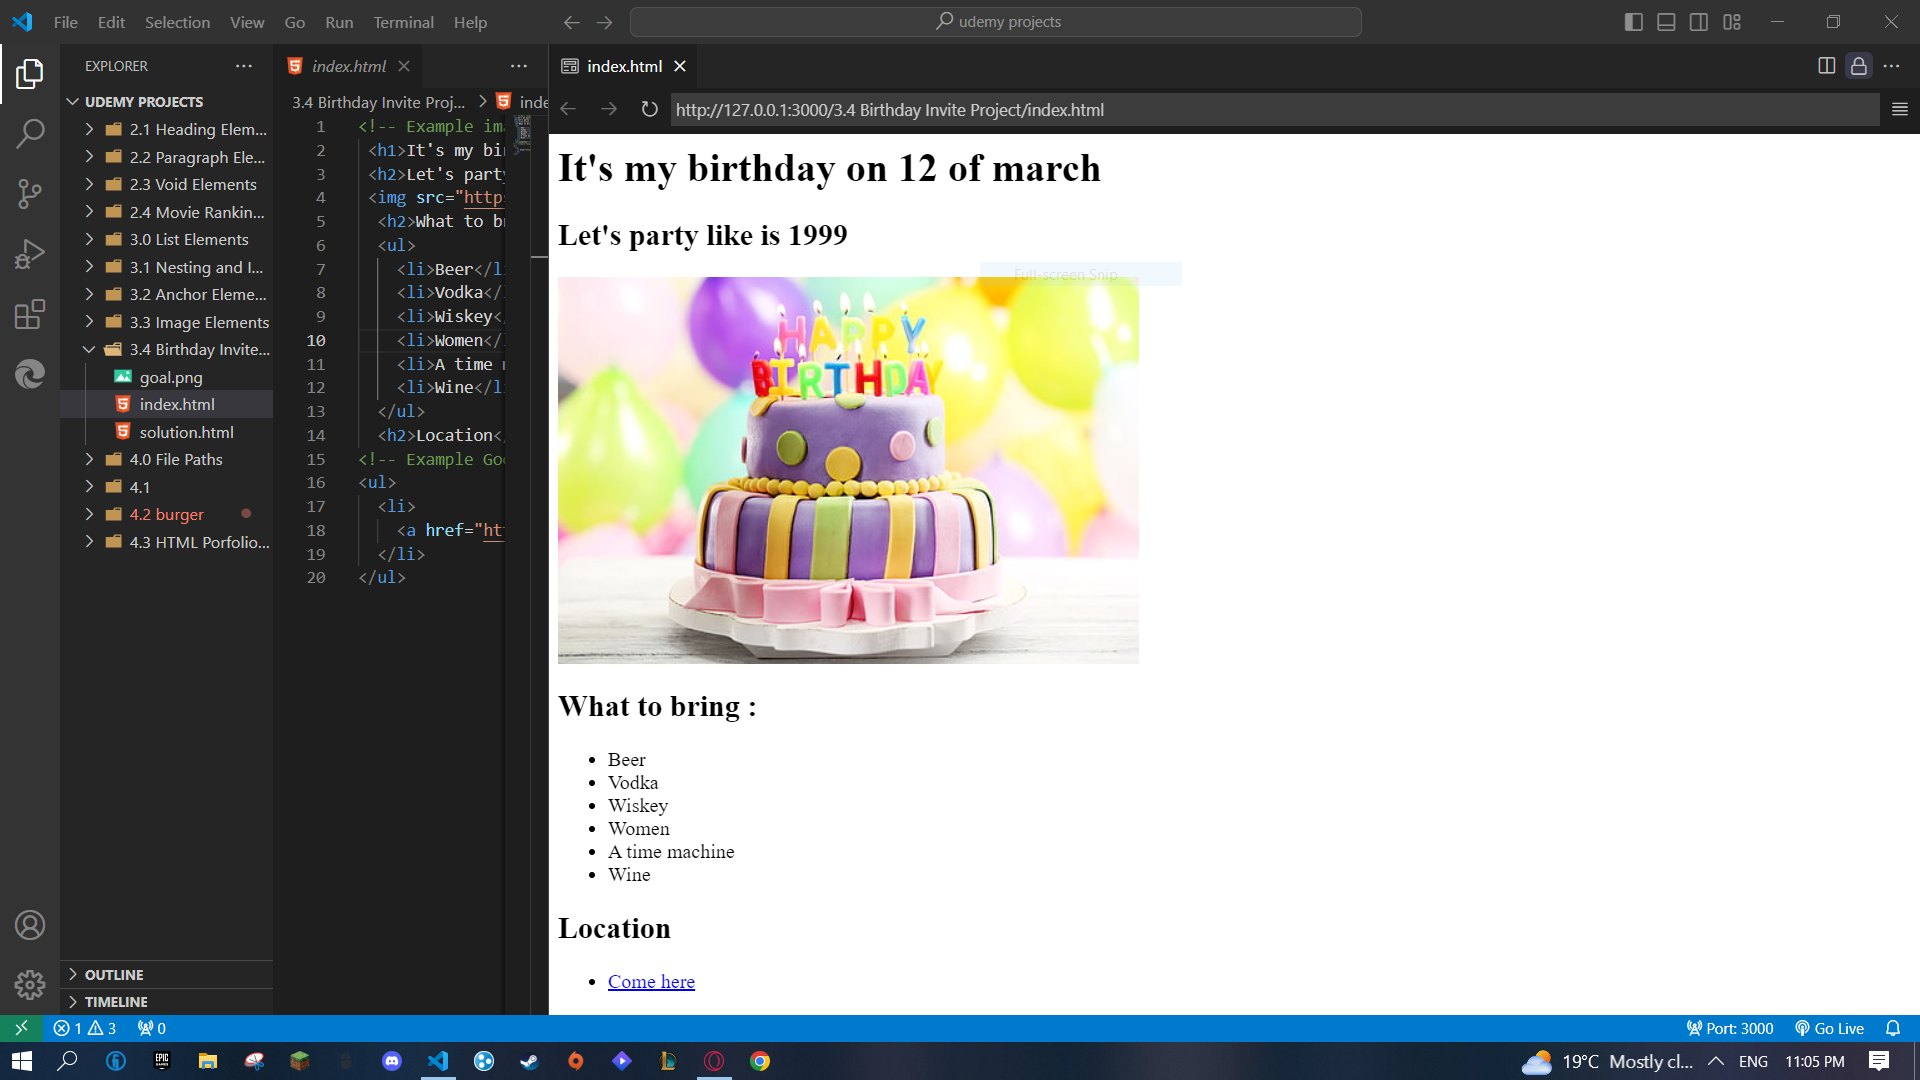 File Edit Selection View Go Run Terminal Help
udemy projects
EXPLORER
UDEMY PROJECTS
2.1 Heading Elem...
2.2 Paragraph Ele...
2.3 Void Elements
2.4 Movie Rankin...
3.0 List Elements
3.1 Nesting and I...
3.2 Anchor Eleme...
3.3 Image Elements
3.4 Birthday Invite...
goal.png
index.html
solution.html
4.0 File Paths
4.1
4.2 burger
4.3 HTML Porfolio...
OUTLINE
TIMELINE
index.html
3.4 Birthday Invite Proj... > inde
1 <!-- Example ima
2 <h1>It's my bir
3 <h2>Let's party
4 <img src="https
5 <h2>What to br
6 <ul>
7 <li>Beer</li
8 <li>Vodka</l
9 <li>Wiskey<
10 <li>Women</l
11 <li>A time m
12 <li>Wine</li
13 </ul>
14 <h2>Location<
15 <!-- Example Goo
16 <ul>
17 <li>
18 <a href="htt
19 </li>
20 </ul>
index.html
http://127.0.0.1:3000/3.4 Birthday Invite Project/index.html
It's my birthday on 12 of march
Let's party like is 1999
Full-screen Snip
HAPPY
BIRTHDAY
What to bring :
Beer
Vodka
Wiskey
Women
A time machine
Wine
Location
Come here
1 3 0
Port: 3000 Go Live
EPIC GAMES
19°C Mostly cl... ENG 11:05 PM